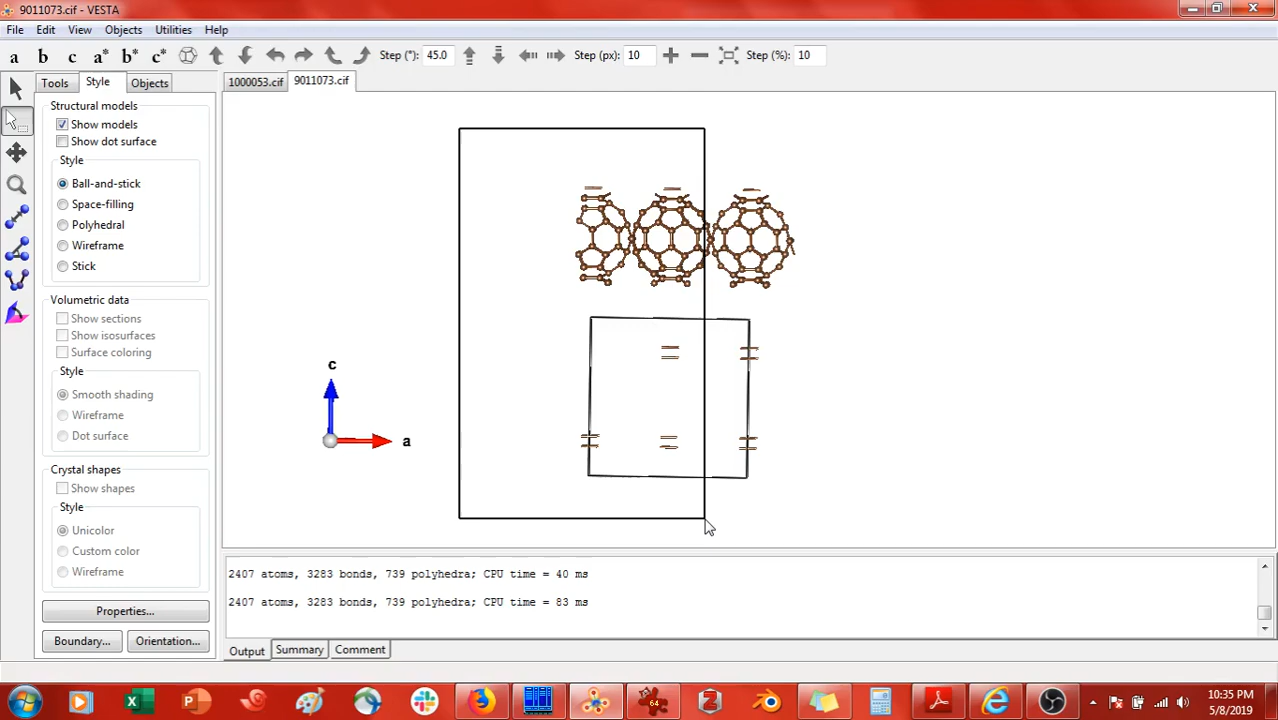 9011073.cif - VESTA
File Edit View Objects Utilities Help
a b c a* b* c* Step (°): 45.0 Step (px): 10 Step (%): 10
Tools Style Objects 1000053.cif 9011073.cif
Structural models
Show models
Show dot surface
Style
Ball-and-stick
Space-filling
Polyhedral
Wireframe
Stick
Volumetric data
Show sections
Show isosurfaces
Surface coloring
Style
Smooth shading
Wireframe
Dot surface
Crystal shapes
Show shapes
Style
Unicolor
Custom color
Wireframe
Properties...
Boundary... Orientation...
c
a
2407 atoms, 3283 bonds, 739 polyhedra; CPU time = 40 ms
2407 atoms, 3283 bonds, 739 polyhedra; CPU time = 83 ms
Output Summary Comment
64
10:35 PM
5/8/2019